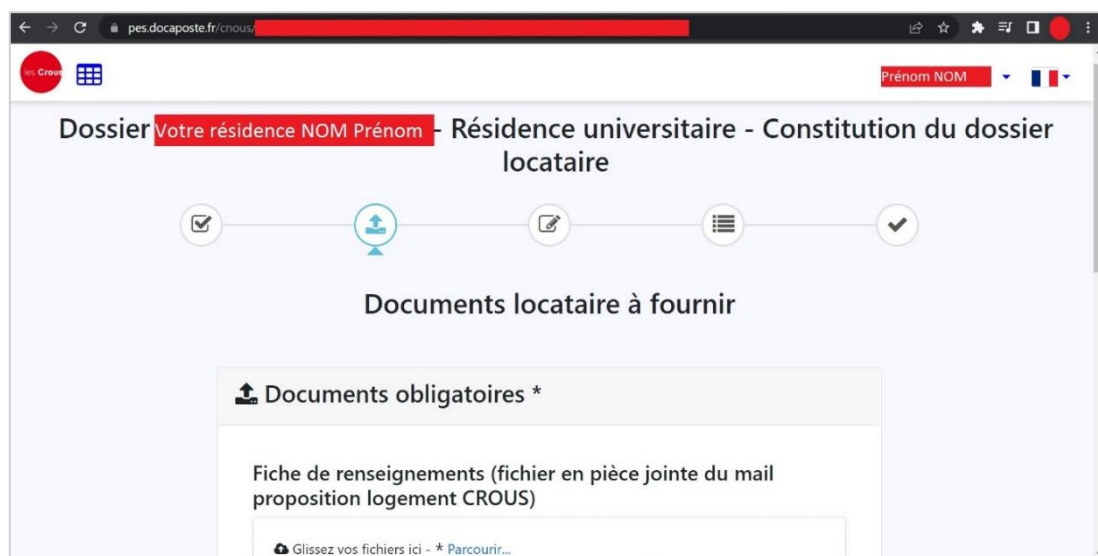 pes.docaposte.fr/cnous/
les Crous
Prénom NOM
Dossier Votre résidence NOM Prénom - Résidence universitaire - Constitution du dossier
locataire
Documents locataire à fournir
Documents obligatoires *
Fiche de renseignements (fichier en pièce jointe du mail
proposition logement CROUS)
Glissez vos fichiers ici - * Parcourir...